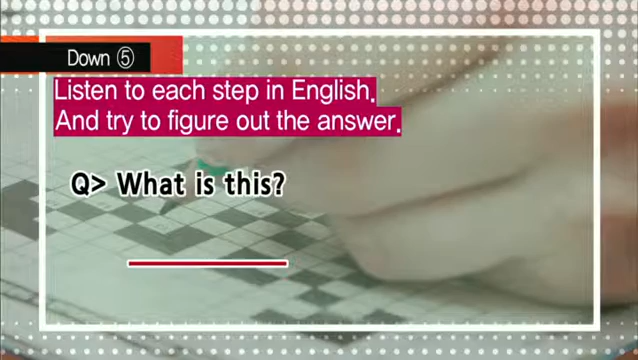 Down ⑤
Listen to each step in English.
And try to figure out the answer.
Q> What is this?